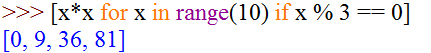 >>> [x*x for x in range(10) if x % 3 == 0]
[0, 9, 36, 81]